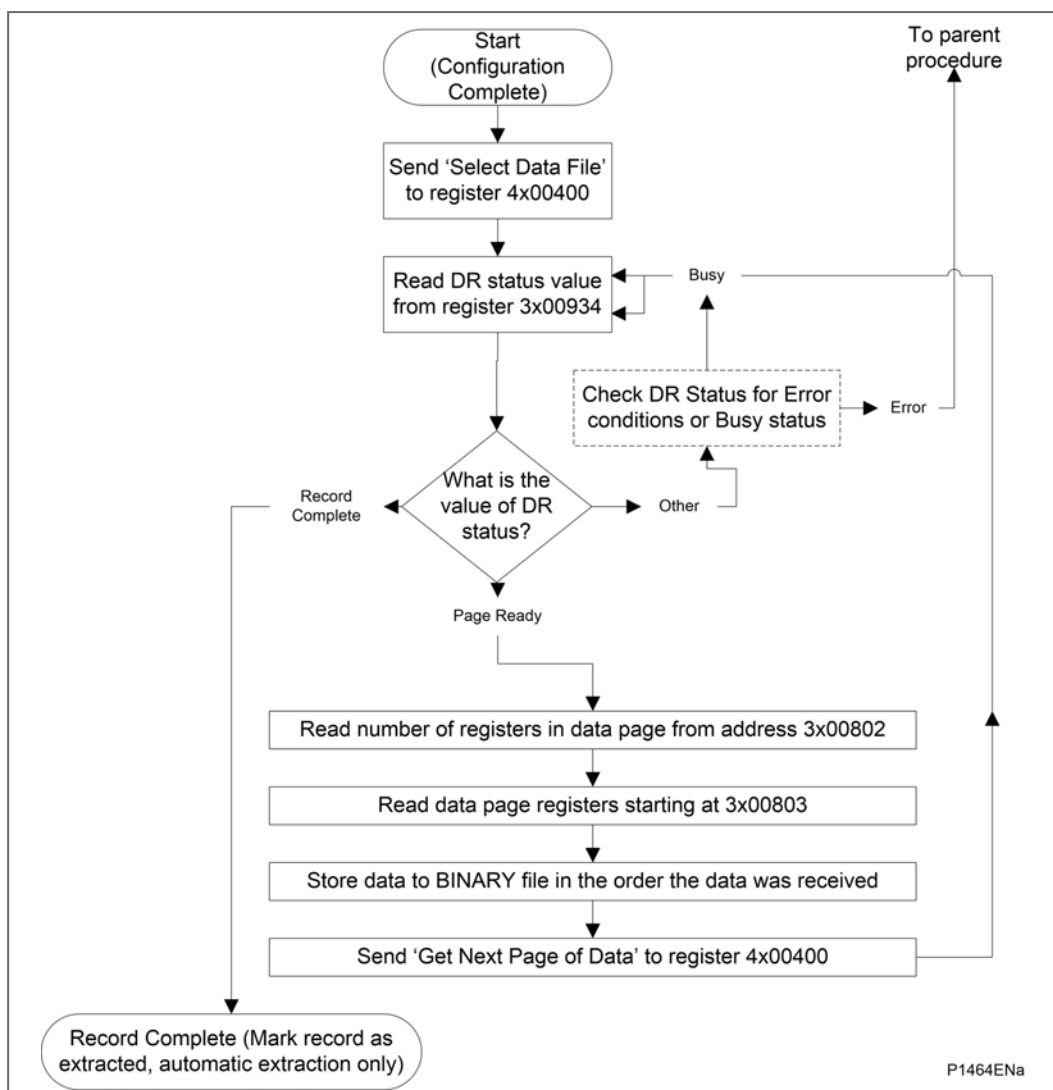 Start
(Configuration
Complete)
To parent
procedure
Send ‘Select Data File’
to register 4x00400
Read DR status value
from register 3x00934
Busy
Check DR Status for Error
conditions or Busy status
Error
What is the
value of DR
status?
Record
Complete
Other
Page Ready
Read number of registers in data page from address 3x00802
Read data page registers starting at 3x00803
Store data to BINARY file in the order the data was received
Send ‘Get Next Page of Data’ to register 4x00400
Record Complete (Mark record as
extracted, automatic extraction only)
P1464ENa